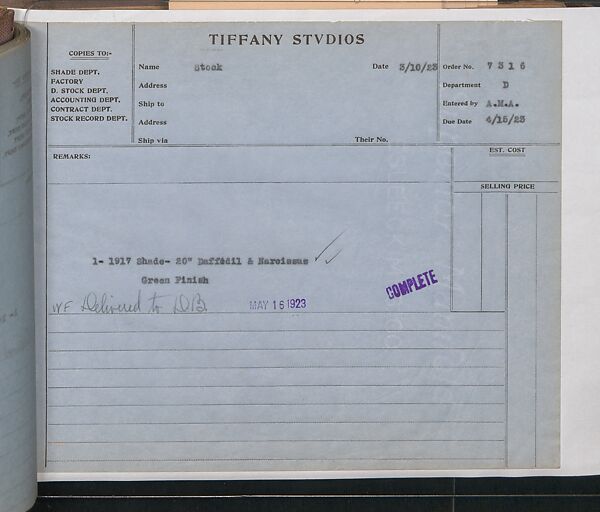 TIFFANY STVDIOS
COPIES TO:-
SHADE DEPT.
FACTORY
D. STOCK DEPT.
ACCOUNTING DEPT.
CONTRACT DEPT.
STOCK RECORD DEPT.
Name Stock Date 3/10/23
Address
Ship to
Address
Ship via Their No.
Order No. 7316
Department D
Entered by A.M.A.
Due Date 4/15/23
REMARKS:
EST. COST
SELLING PRICE
1- 1917 Shade- 20" Daffodil & Narcissus
Green Finish
WF Delivered to D.B. MAY 16 1923
COMPLETE